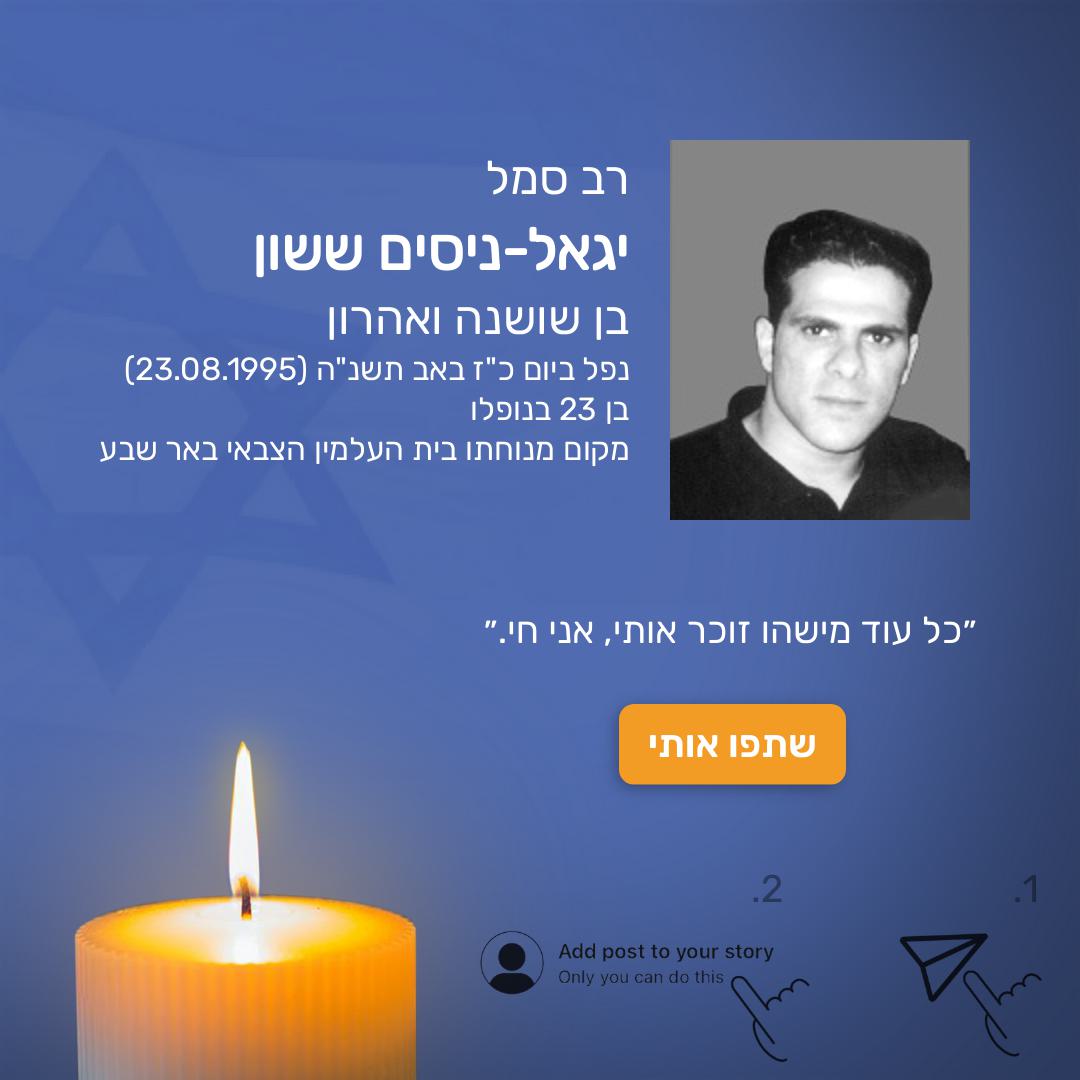 רב סמל
יגאל-ניסים ששון
בן שושנה ואהרון
נפל ביום כ"ז באב תשנ"ה (23.08.1995)
בן 23 בנופלו
מקום מנוחתו בית העלמין הצבאי באר שבע
״כל עוד מישהו זוכר אותי, אני חי.״
שתפו אותי
.1
.2
Add post to your story
Only you can do this